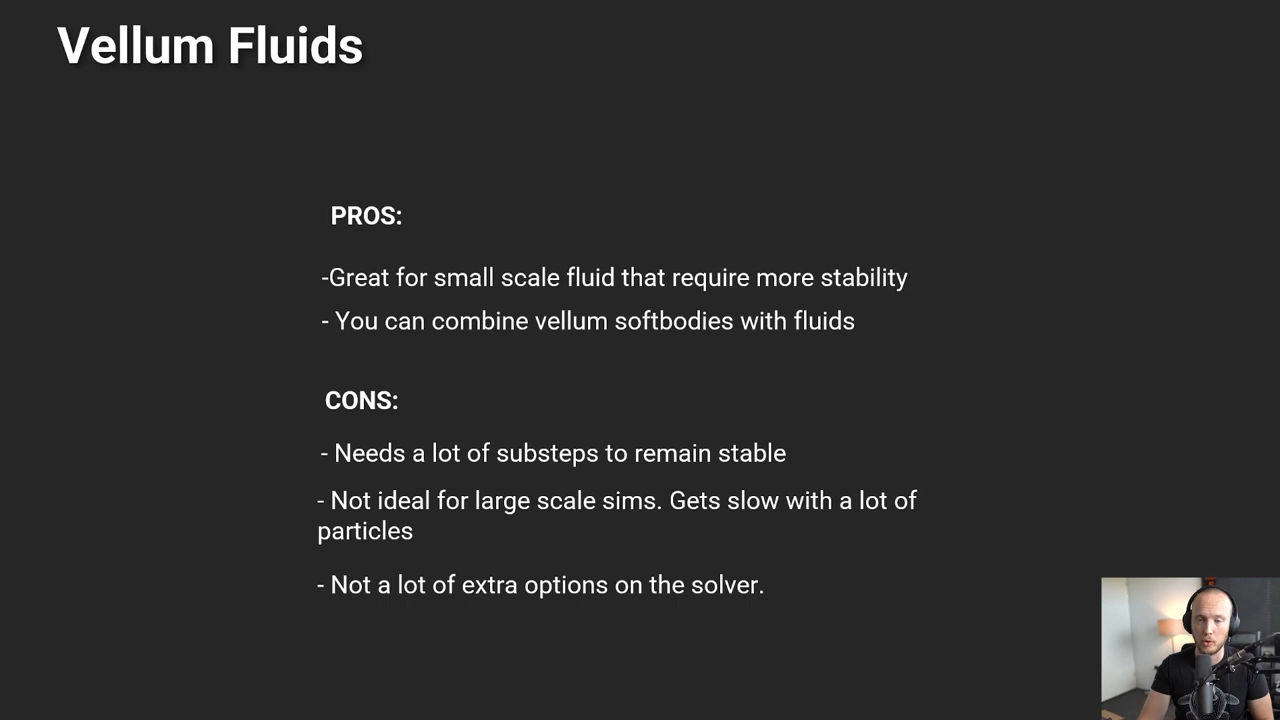 Vellum Fluids
PROS:
-Great for small scale fluid that require more stability
- You can combine vellum softbodies with fluids
CONS:
- Needs a lot of substeps to remain stable
- Not ideal for large scale sims. Gets slow with a lot of
particles
- Not a lot of extra options on the solver.